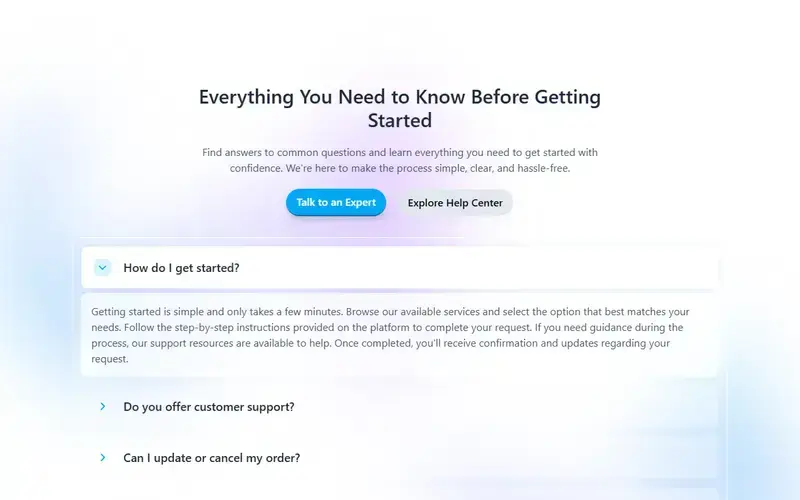 Everything You Need to Know Before Getting
Started
Find answers to common questions and learn everything you need to get started with
confidence. We're here to make the process simple, clear, and hassle-free.
Talk to an Expert
Explore Help Center
How do I get started?
Getting started is simple and only takes a few minutes. Browse our available services and select the option that best matches your
needs. Follow the step-by-step instructions provided on the platform to complete your request. If you need guidance during the
process, our support resources are available to help. Once completed, you'll receive confirmation and updates regarding your
request.
Do you offer customer support?
Can I update or cancel my order?